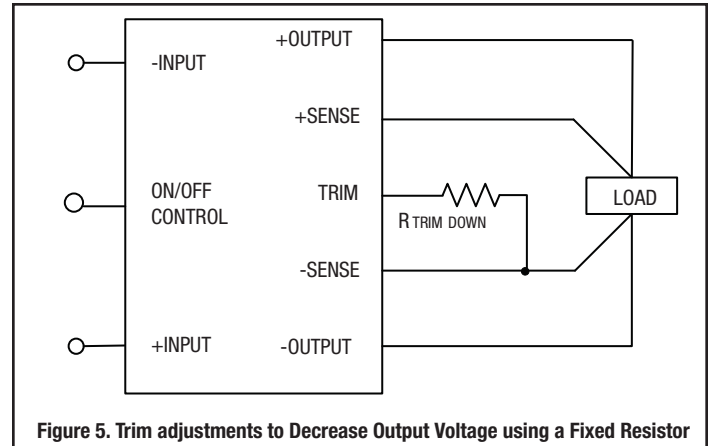 +OUTPUT
-INPUT
+SENSE
ON/OFF
CONTROL
TRIM
R TRIM DOWN
LOAD
-SENSE
+INPUT
-OUTPUT
Figure 5. Trim adjustments to Decrease Output Voltage using a Fixed Resistor